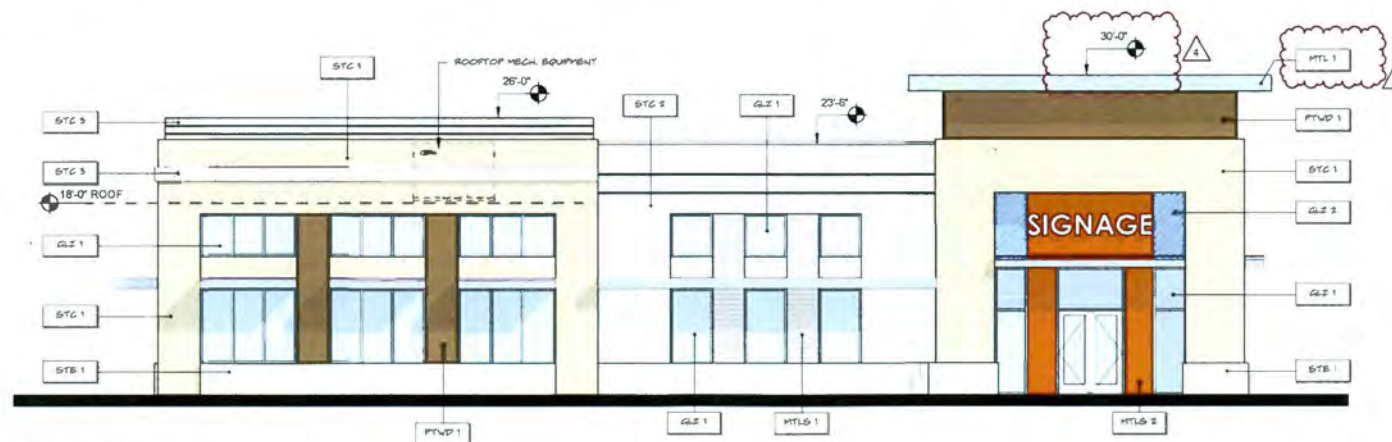 30'-0"
4
STC 1
ROOFTOP MECH. EQUIPMENT
MTL 1
26'-0"
STC 2
GLZ 1
23'-6"
STC 3
PTWD 1
STC 3
STC 1
18'-0" ROOF
GLZ 2
SIGNAGE
GLZ 1
GLZ 1
STC 1
STB 1
STB 1
PTWD 1
GLZ 1
MTLS 1
MTLS 2